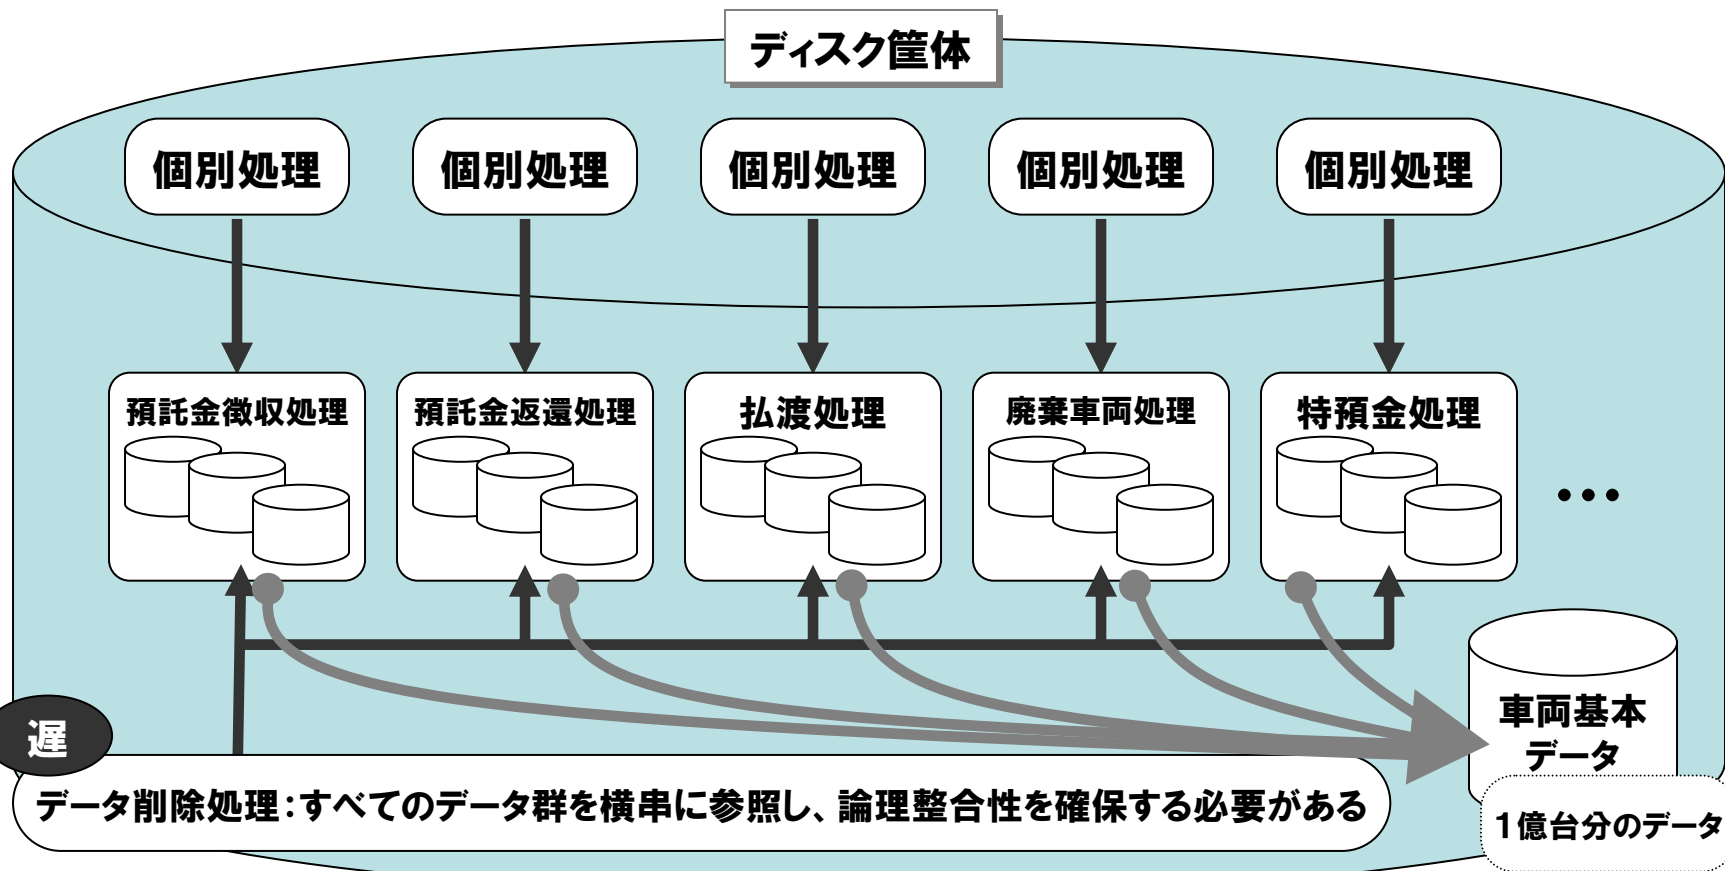 ディスク筐体
個別処理
個別処理
個別処理
個別処理
個別処理
預託金徴収処理
預託金返還処理
払渡処理
廃棄車両処理
特預金処理
…
車両基本
データ
遅
データ削除処理：すべてのデータ群を横串に参照し、論理整合性を確保する必要がある
1億台分のデータ